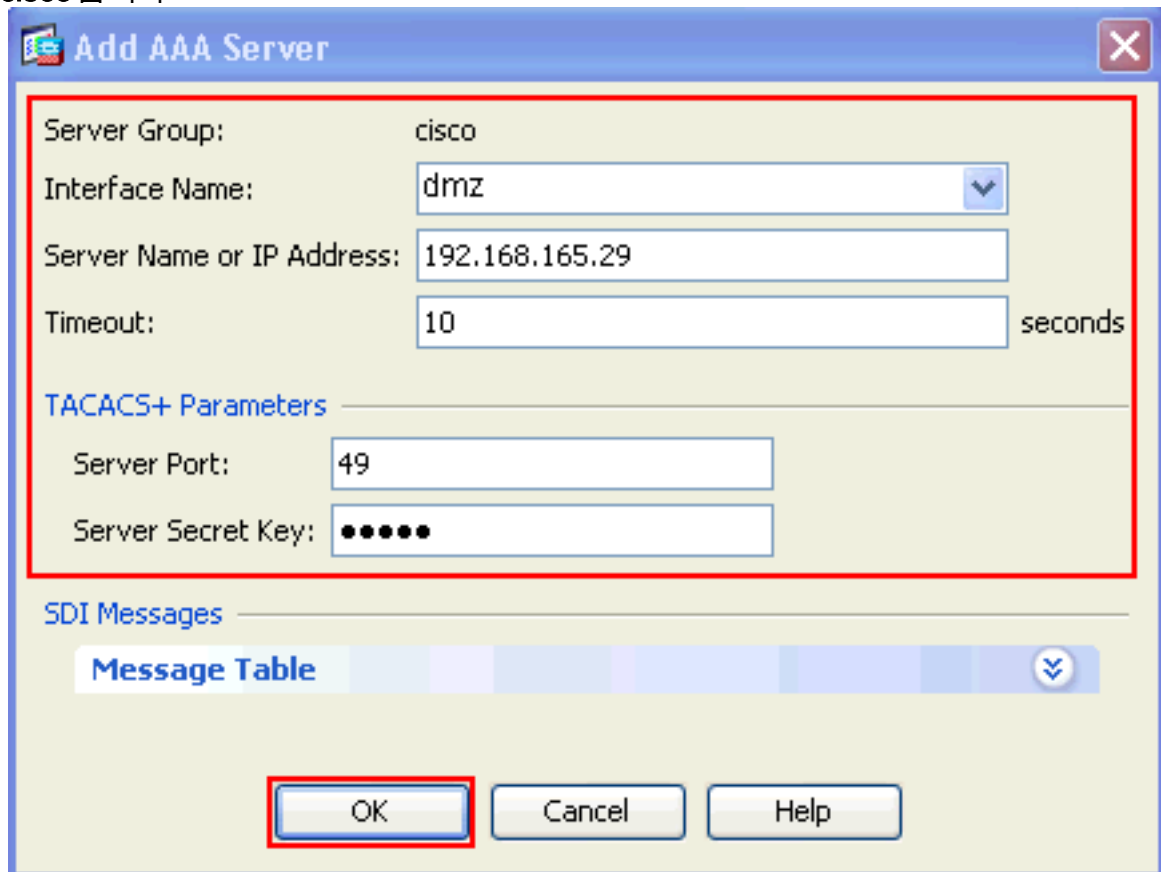 Add AAA Server
Server Group: cisco
Interface Name: dmz
Server Name or IP Address: 192.168.165.29
Timeout: 10 seconds
TACACS+ Parameters
Server Port: 49
Server Secret Key: •••••
SDI Messages
Message Table
OK Cancel Help